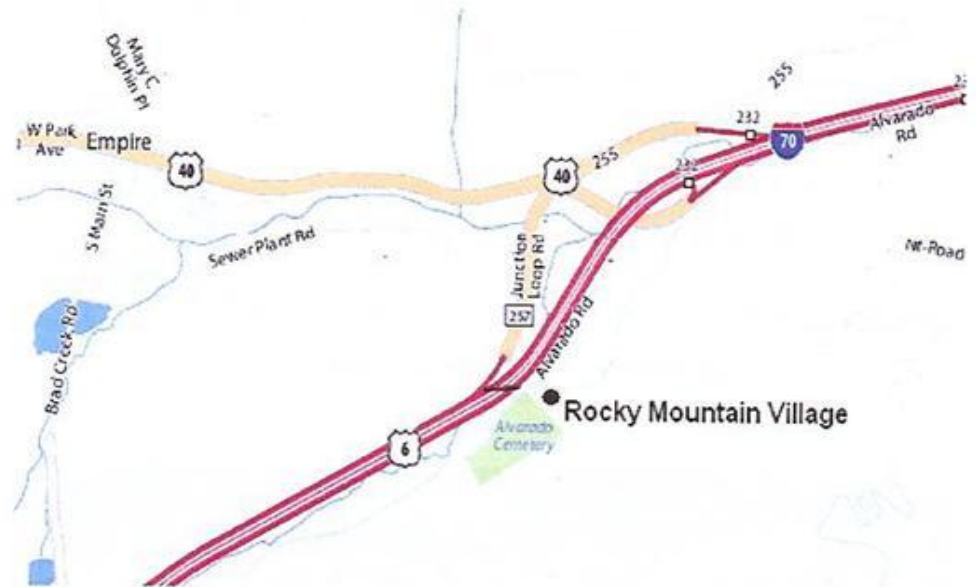 Mary C
Dolphin Pl
255
232
Alvarado
Rd
70
W Park
Ave
Empire
40
40
255
232
S Main St
Sewer Plant Rd
Junction
Loop Rd
Nt-Road
257
Alvarado Rd
Brad Creek Rd
Rocky Mountain Village
Alvarado
Cemetery
6